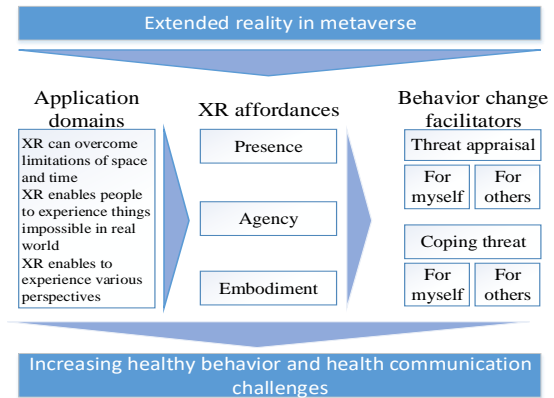 Extended reality in metaverse
Application
domains
XR can overcome
limitations of space
and time
XR enables people
to experience things
impossible in real
world
XR enables to
experience various
perspectives
XR affordances
Presence
Agency
Embodiment
Behavior change
facilitators
Threat appraisal
For
myself
For
others
Coping threat
For
myself
For
others
Increasing healthy behavior and health communication
challenges